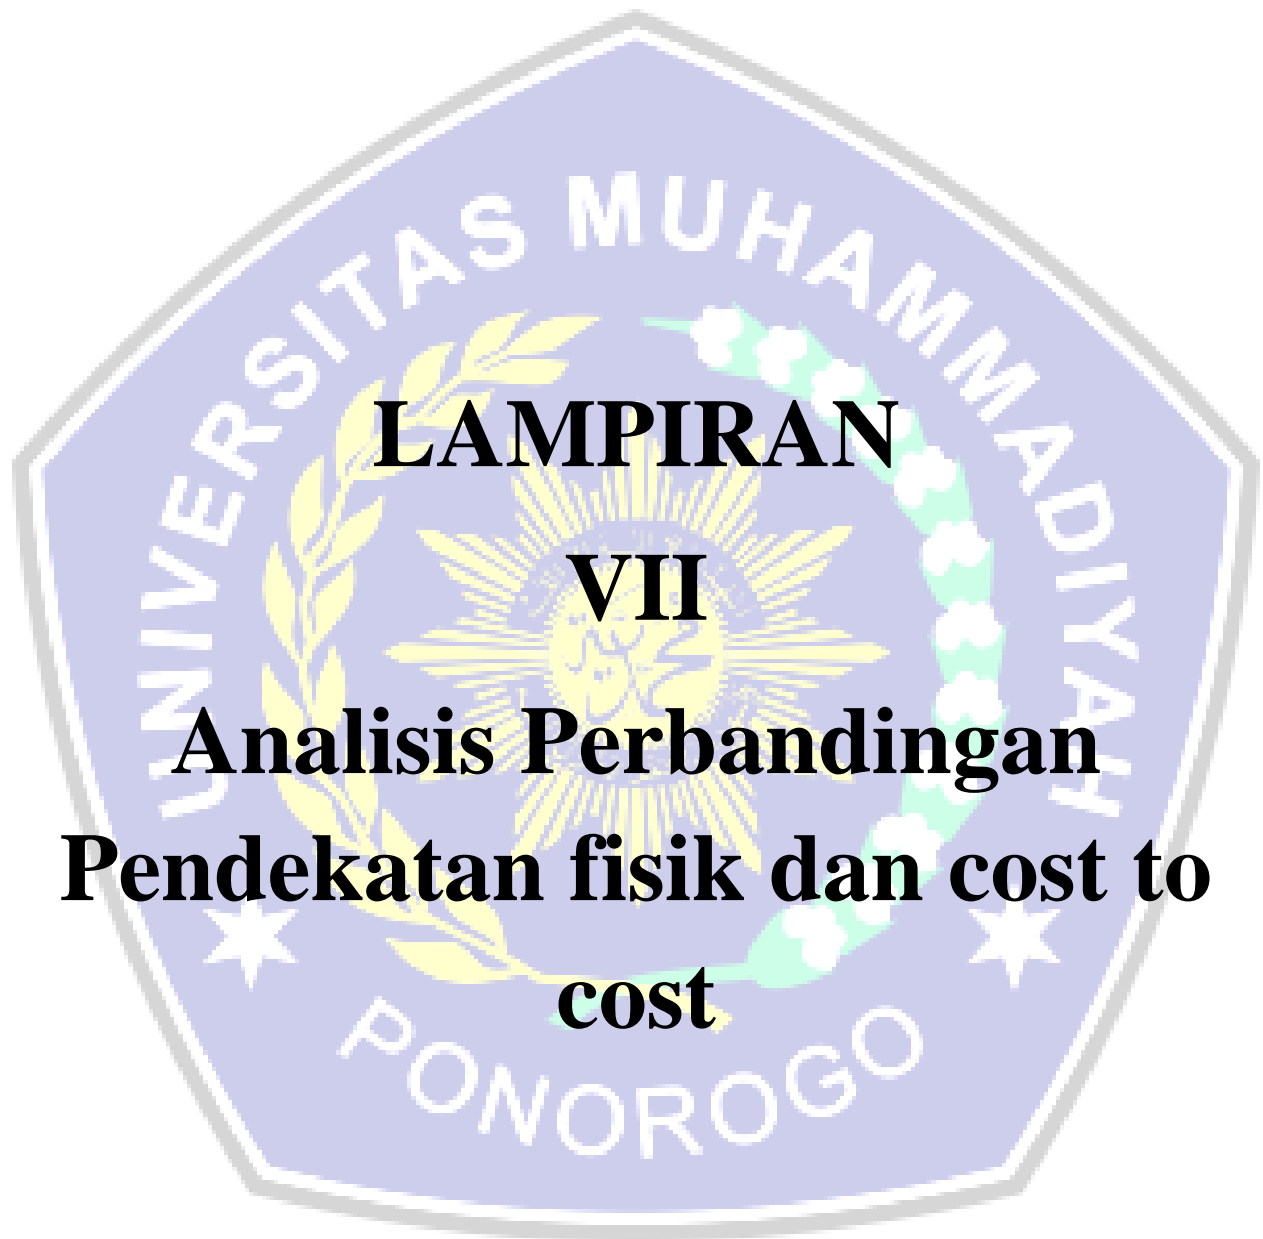 UNIVERSITAS MUHAMMADIYAH
LAMPIRAN
VII
Analisis Perbandingan
Pendekatan fisik dan cost to
cost
PONOROGO